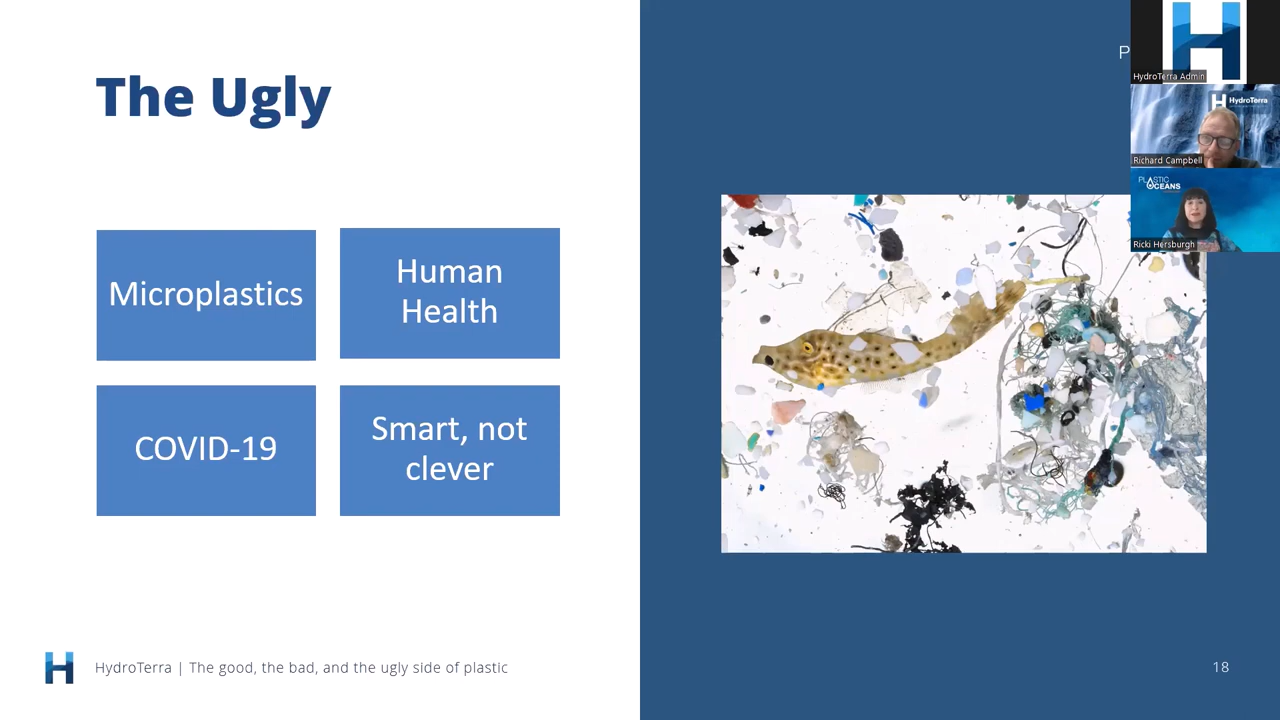 The Ugly
Microplastics
Human
Health
COVID-19
Smart, not
clever
P
HydroTerra Admin
HydroTerra
Richard Campbell
PLASTIC
OCEANS
Ricki Hersburgh
HydroTerra | The good, the bad, and the ugly side of plastic
18